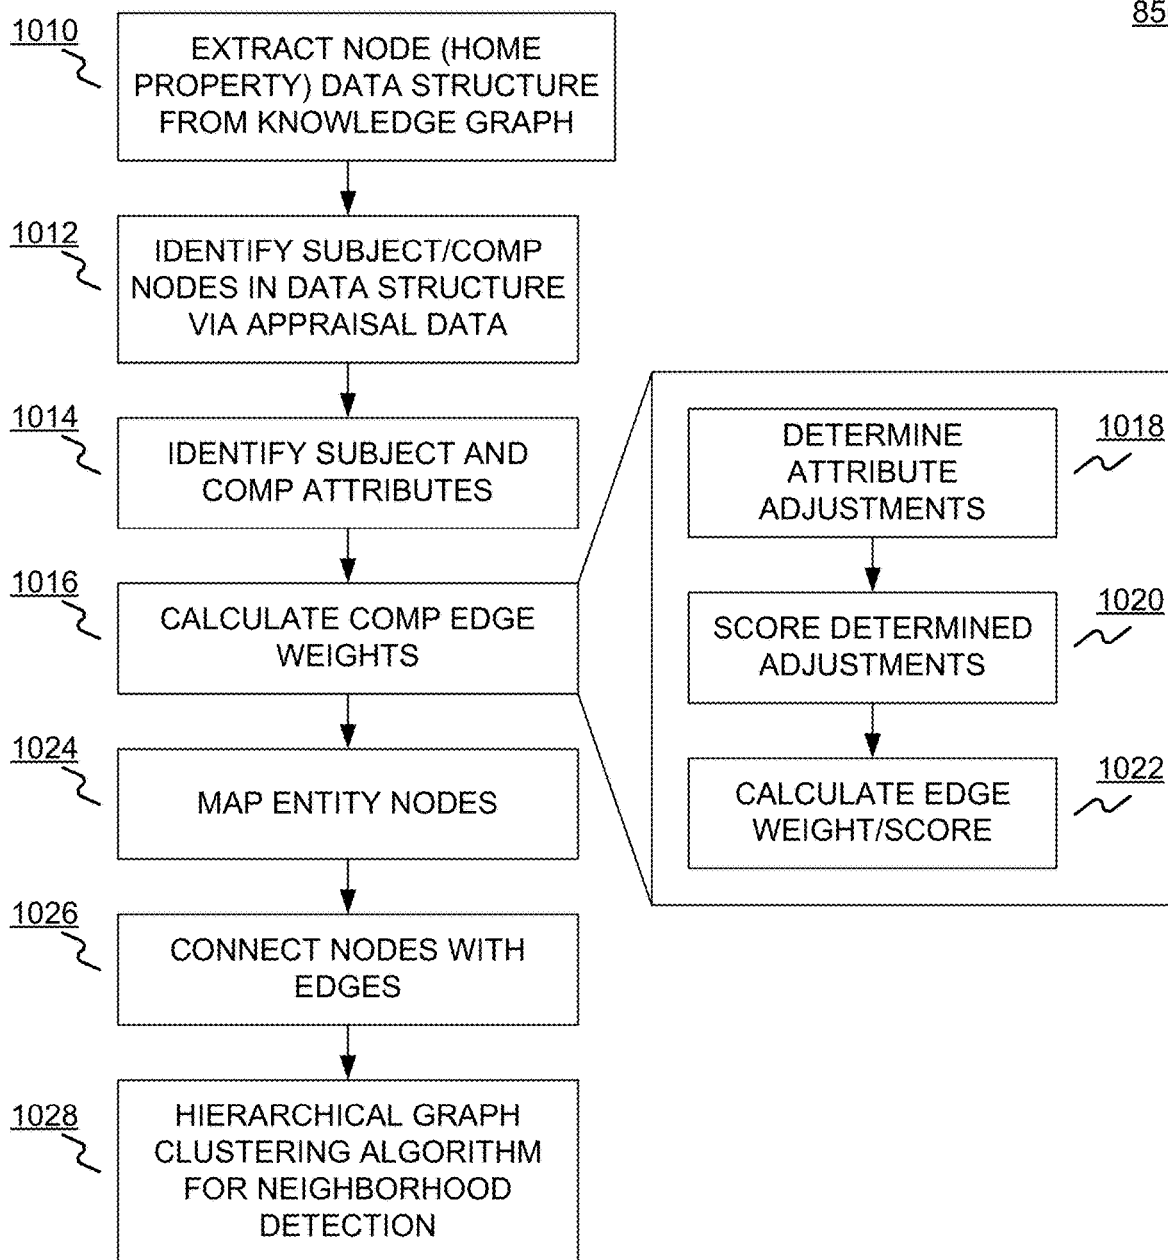 85
1010
EXTRACT NODE (HOME
PROPERTY) DATA STRUCTURE
FROM KNOWLEDGE GRAPH
1012
IDENTIFY SUBJECT/COMP
NODES IN DATA STRUCTURE
VIA APPRAISAL DATA
1014
IDENTIFY SUBJECT AND
COMP ATTRIBUTES
1016
CALCULATE COMP EDGE
WEIGHTS
1018
DETERMINE
ATTRIBUTE
ADJUSTMENTS
1020
SCORE DETERMINED
ADJUSTMENTS
1022
CALCULATE EDGE
WEIGHT/SCORE
1024
MAP ENTITY NODES
1026
CONNECT NODES WITH
EDGES
1028
HIERARCHICAL GRAPH
CLUSTERING ALGORITHM
FOR NEIGHBORHOOD
DETECTION